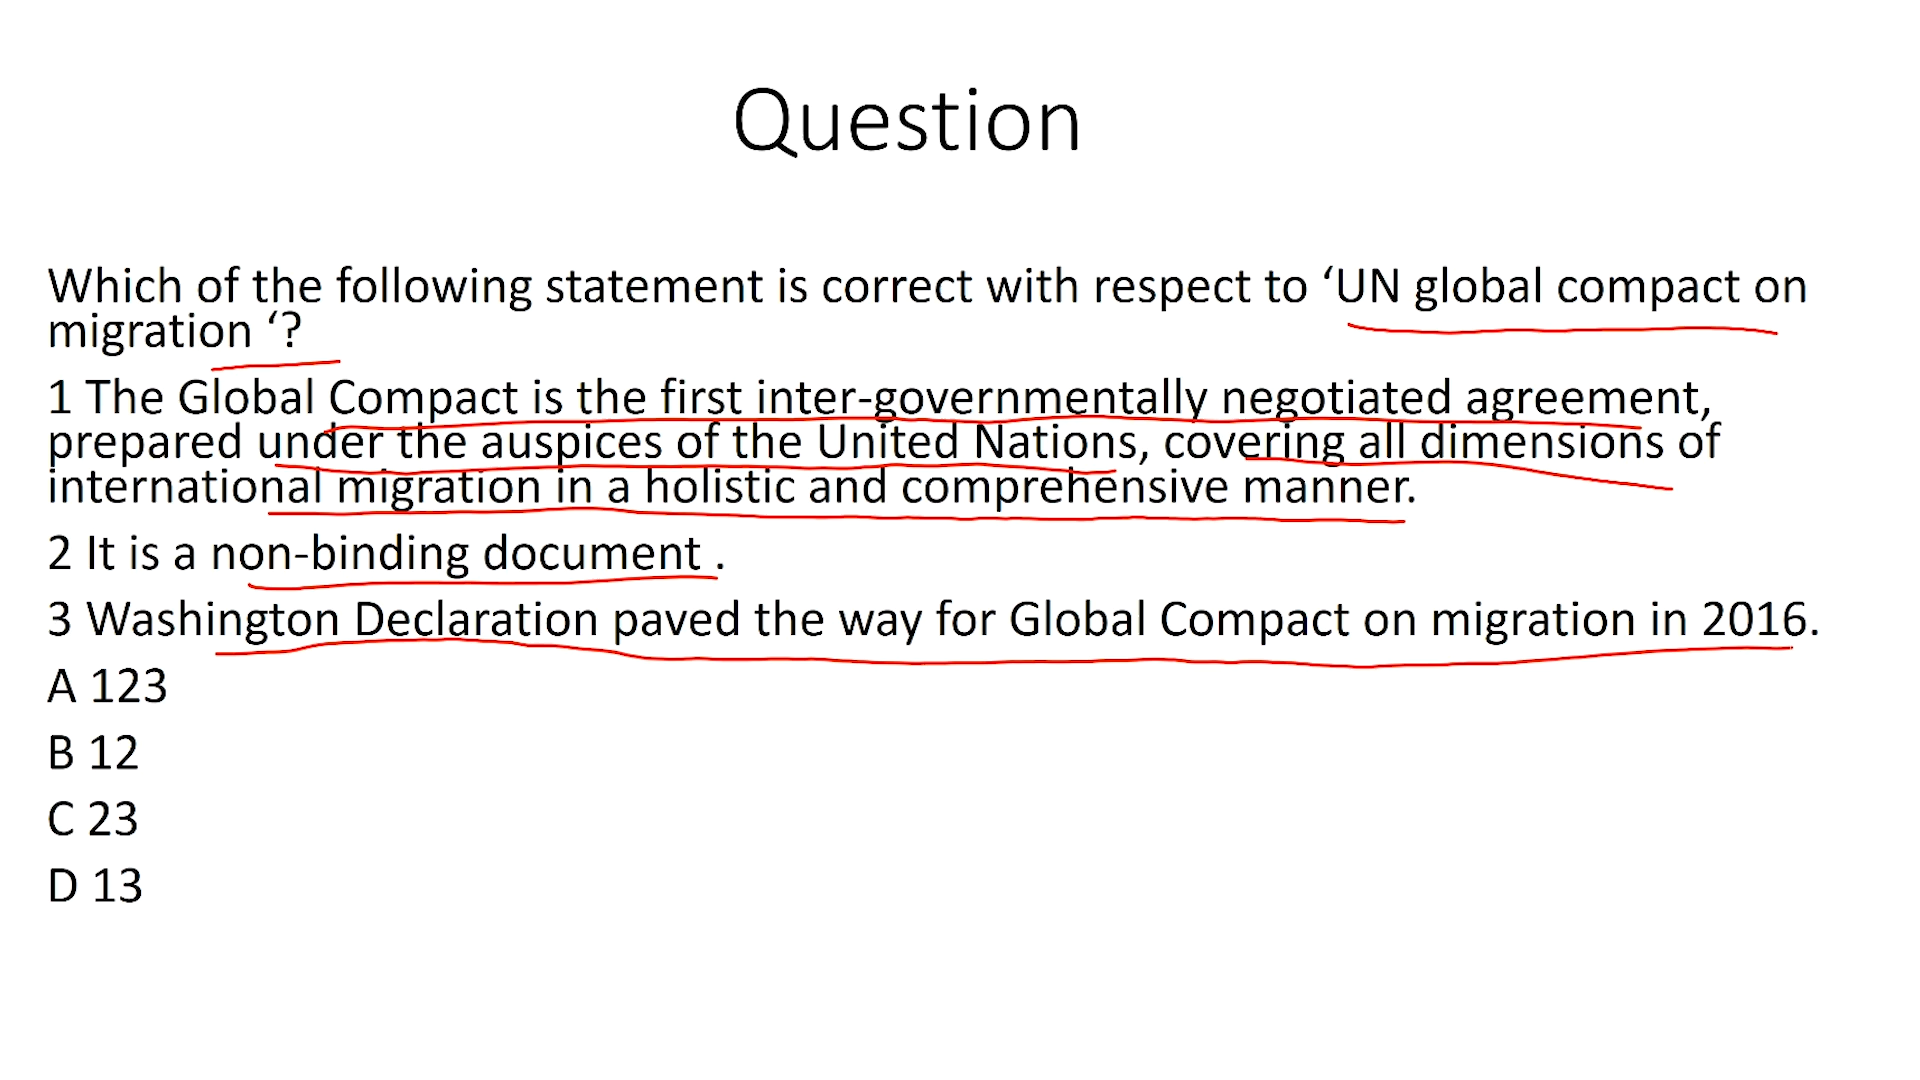 Question
Which of the following statement is correct with respect to ‘UN global compact on
migration ‘?
1 The Global Compact is the first inter-governmentally negotiated agreement,
prepared under the auspices of the United Nations, covering all dimensions of
international migration in a holistic and comprehensive manner.
2 It is a non-binding document .
3 Washington Declaration paved the way for Global Compact on migration in 2016.
A 123
B 12
C 23
D 13